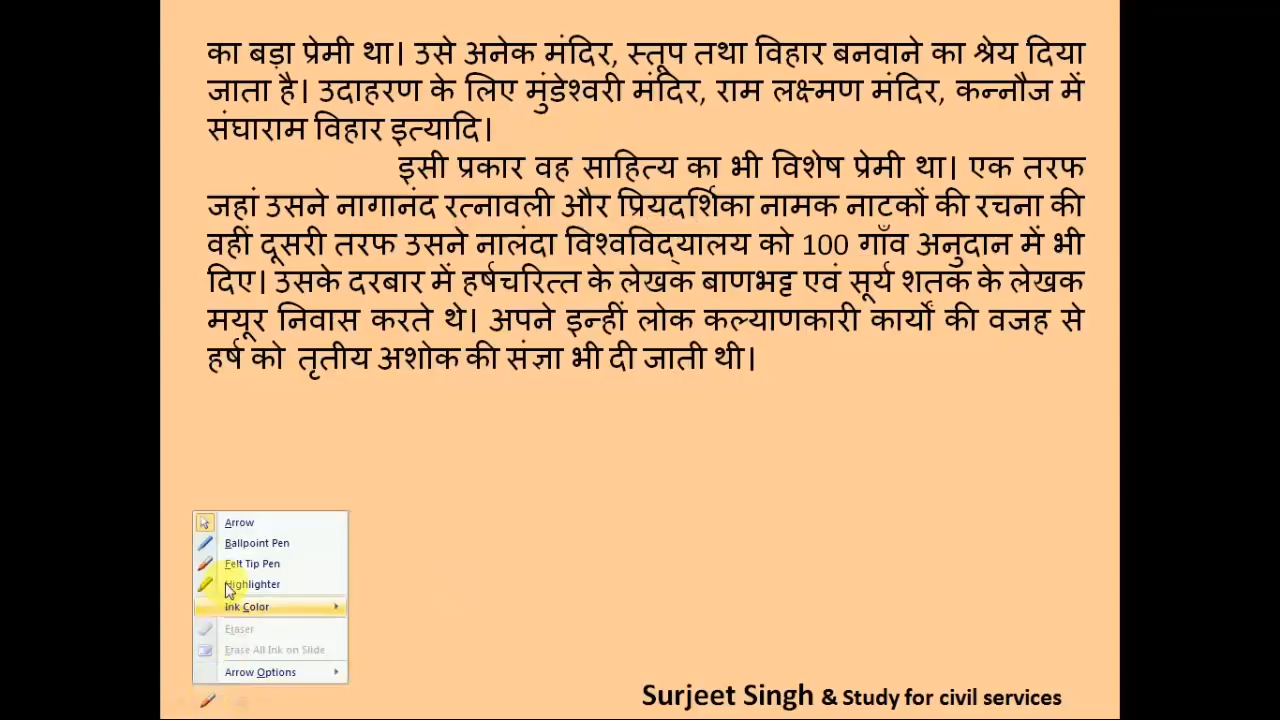 का बड़ा प्रेमी था। उसे अनेक मंदिर, स्तूप तथा विहार बनवाने का श्रेय दिया
जाता है। उदाहरण के लिए मुंडेश्वरी मंदिर, राम लक्ष्मण मंदिर, कन्नौज में
संघाराम विहार इत्यादि।
इसी प्रकार वह साहित्य का भी विशेष प्रेमी था। एक तरफ
जहां उसने नागानंद रत्नावली और प्रियदर्शिका नामक नाटकों की रचना की
वहीं दूसरी तरफ उसने नालंदा विश्वविद्यालय को 100 गाँव अनुदान में भी
दिए। उसके दरबार में हर्षचरित्त के लेखक बाणभट्ट एवं सूर्य शतक के लेखक
मयूर निवास करते थे। अपने इन्हीं लोक कल्याणकारी कार्यों की वजह से
हर्ष को तृतीय अशोक की संज्ञा भी दी जाती थी।
Arrow
Ballpoint Pen
Felt Tip Pen
Highlighter
Ink Color
Eraser
Erase All Ink on Slide
Arrow Options
Surjeet Singh & Study for civil services